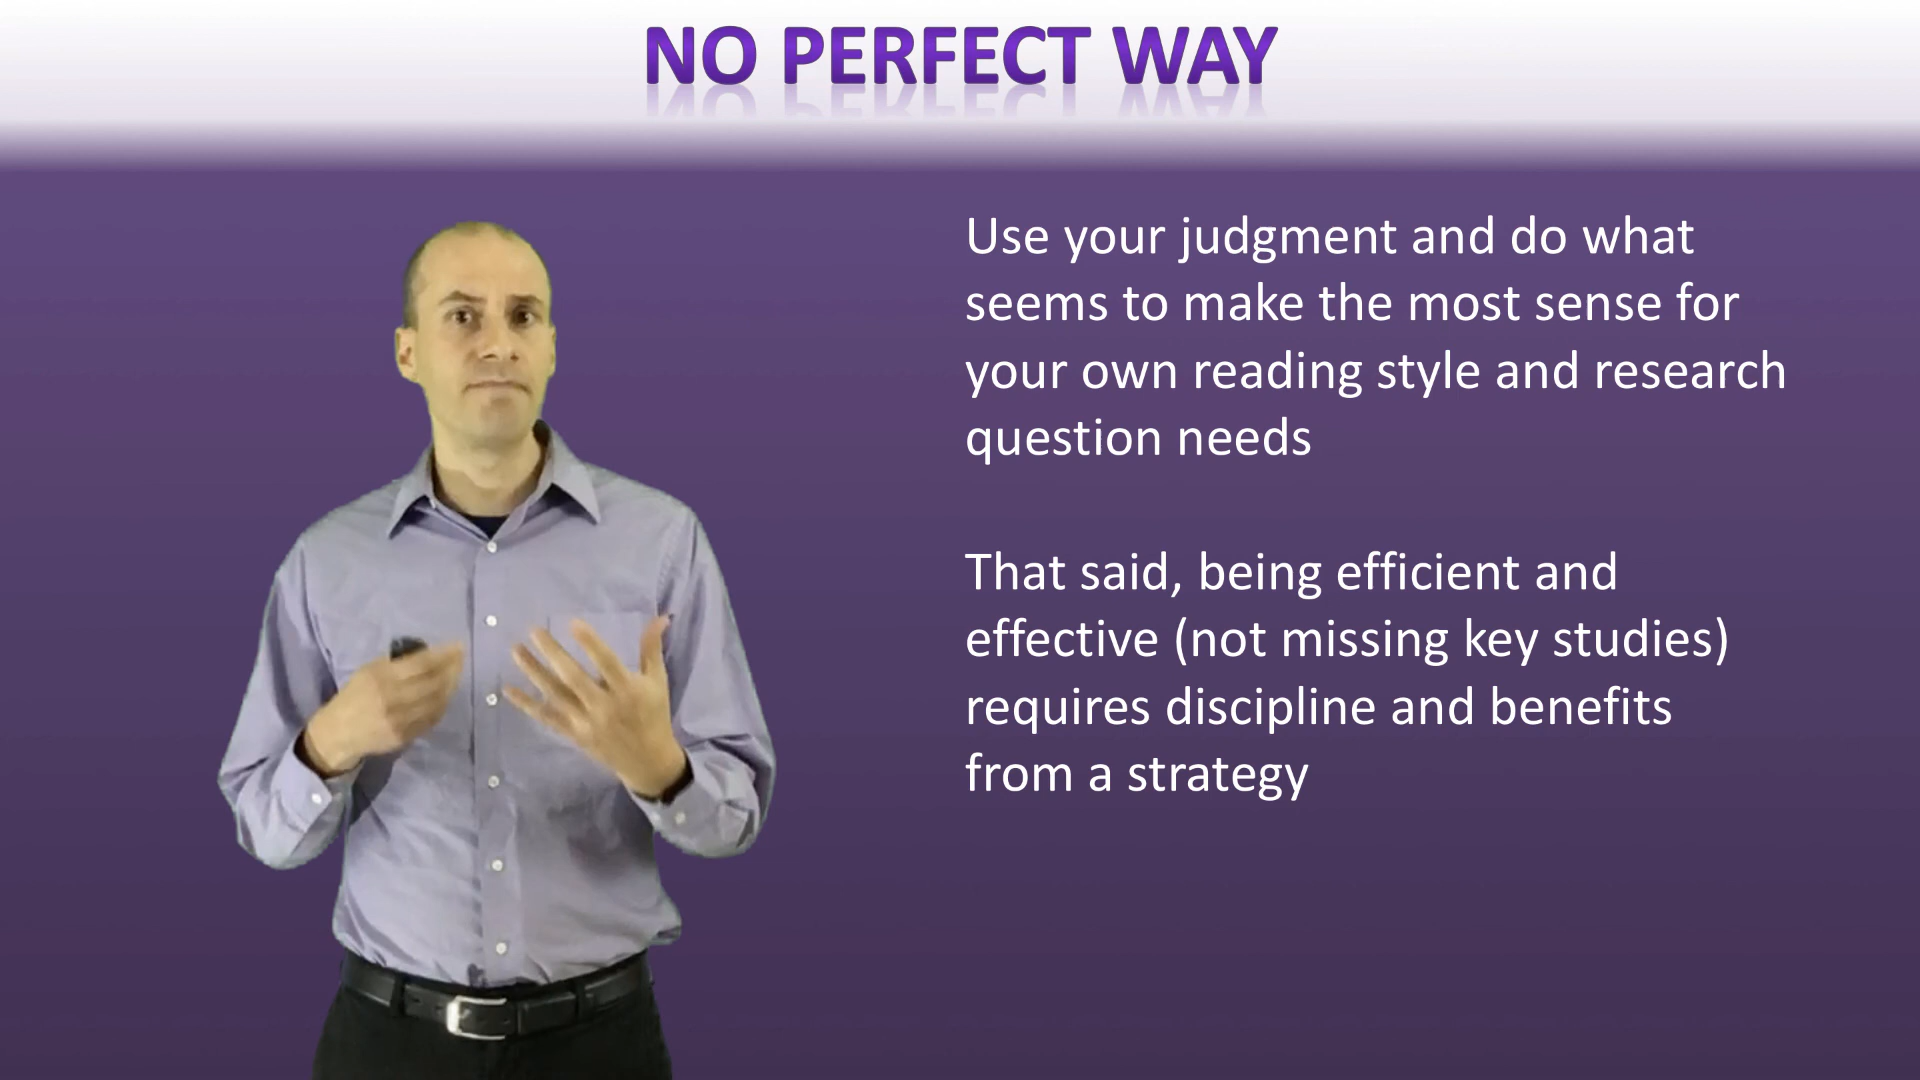 NO PERFECT WAY
Use your judgment and do what
seems to make the most sense for
your own reading style and research
question needs
That said, being efficient and
effective (not missing key studies)
requires discipline and benefits
from a strategy